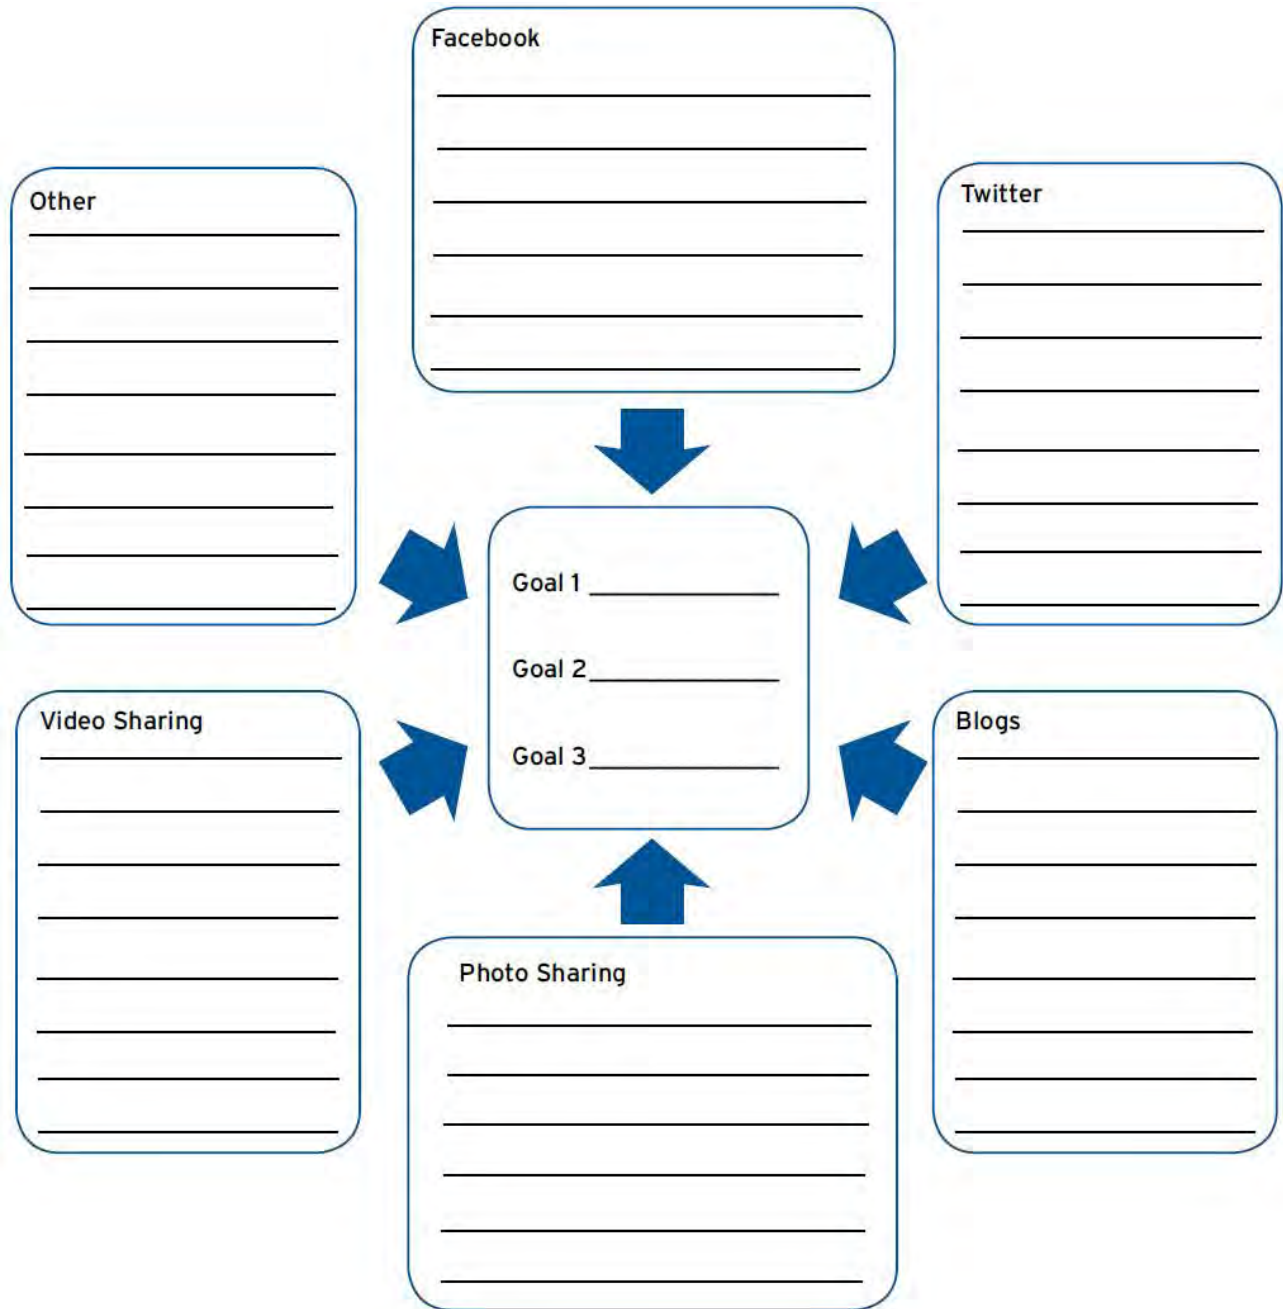 Facebook
Other
Twitter
Goal 1
Goal 2
Goal 3
Video Sharing
Blogs
Photo Sharing